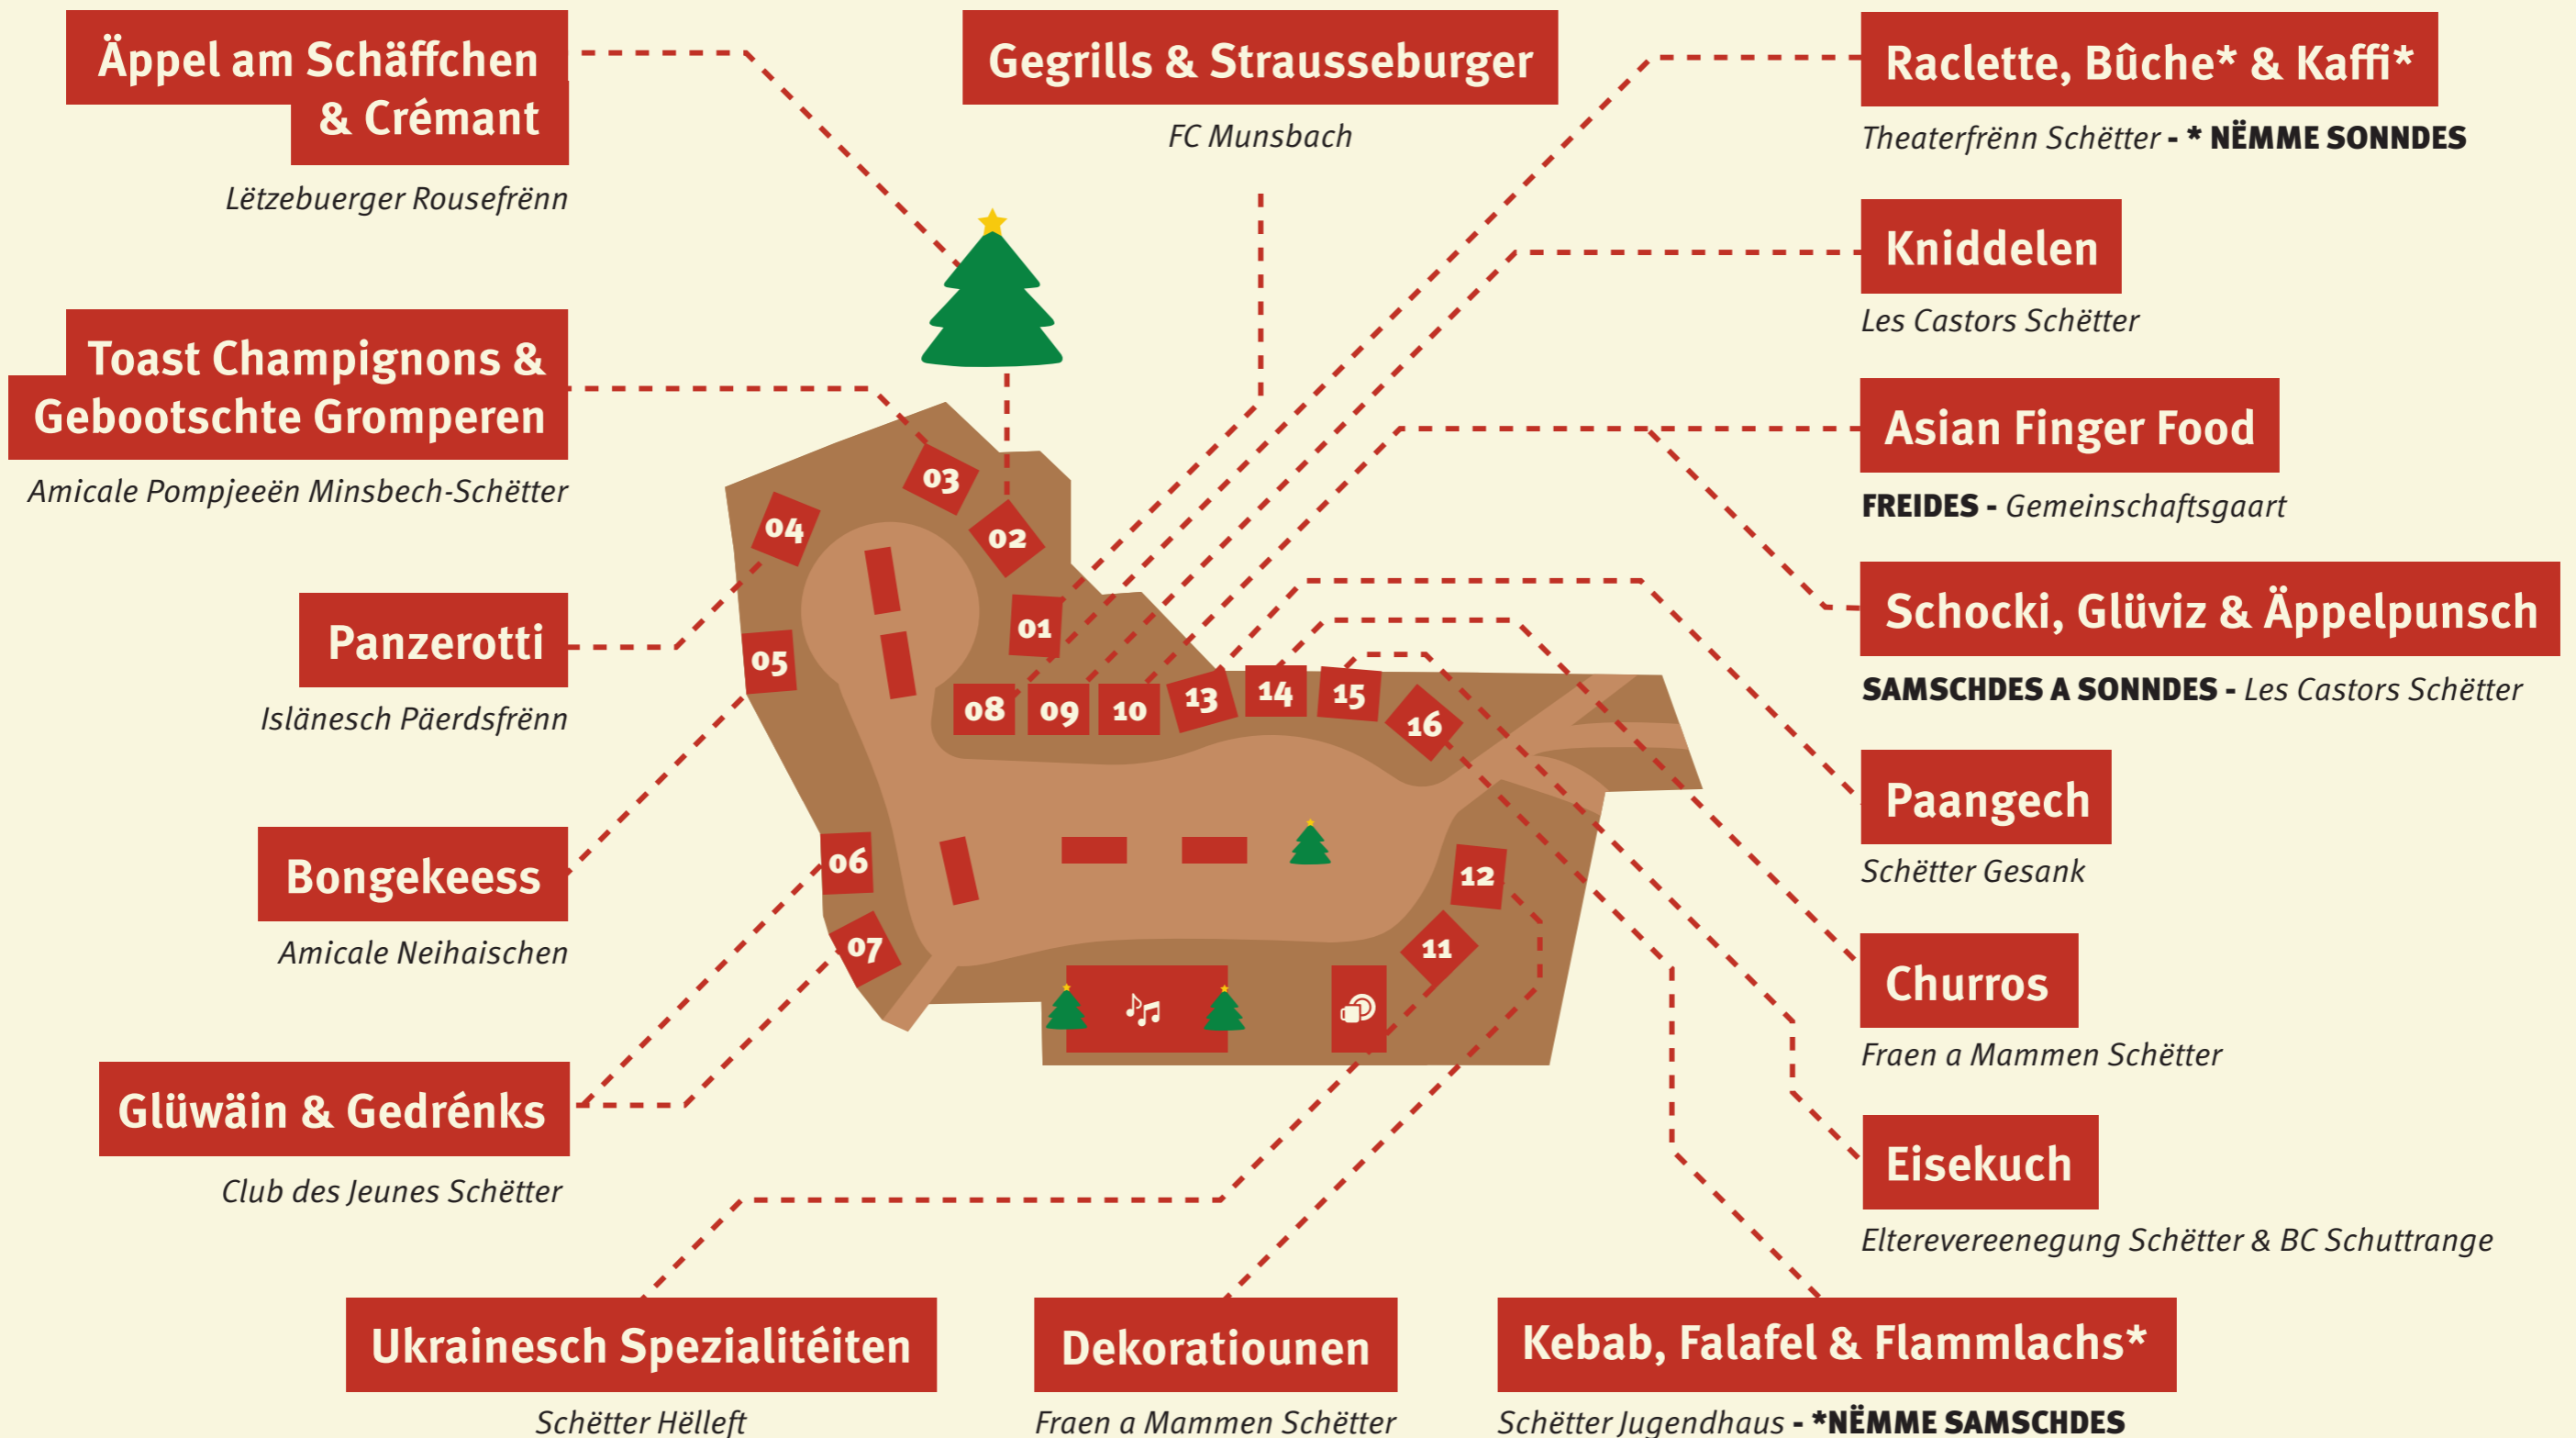 Äppel am Schäffchen
& Crémant
Lëtzebuerger Rousefrënn
Gegrills & Strausseburger
FC Munsbach
Raclette, Bûche* & Kaffi*
Theaterfrënn Schëtter - * NËMME SONNDES
Kniddelen
Les Castors Schëtter
Toast Champignons &
Gebootschte Gromperen
Amicale Pompjeeën Minsbech-Schëtter
Asian Finger Food
FREIDES - Gemeinschaftsgaart
Schocki, Glüviz & Äppelpunsch
SAMSCHDES A SONNDES - Les Castors Schëtter
Panzerotti
Islänesch Päerdsfrënn
Paangech
Schëtter Gesank
Bongekeess
Amicale Neihaischen
Churros
Fraen a Mammen Schëtter
Glüwäin & Gedrénks
Club des Jeunes Schëtter
Eisekuch
Elterevereenegung Schëtter & BC Schuttrange
Ukrainesch Spezialitéiten
Schëtter Hëlleft
Dekoratiounen
Fraen a Mammen Schëtter
Kebab, Falafel & Flammlachs*
Schëtter Jugendhaus - *NËMME SAMSCHDES
03
04
02
01
05
08
09
10
13
14
15
16
06
07
12
11